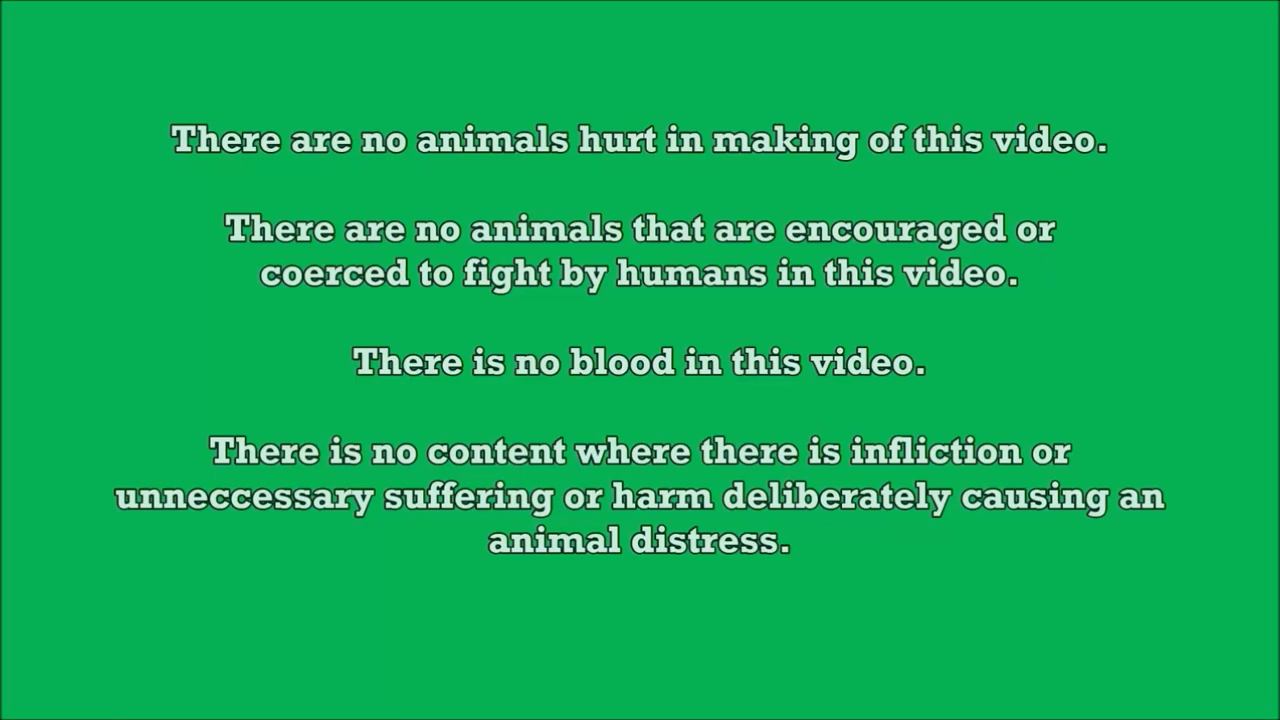 There are no animals hurt in making of this video.
There are no animals that are encouraged or
coerced to fight by humans in this video.
There is no blood in this video.
There is no content where there is infliction or
unneccessary suffering or harm deliberately causing an
animal distress.